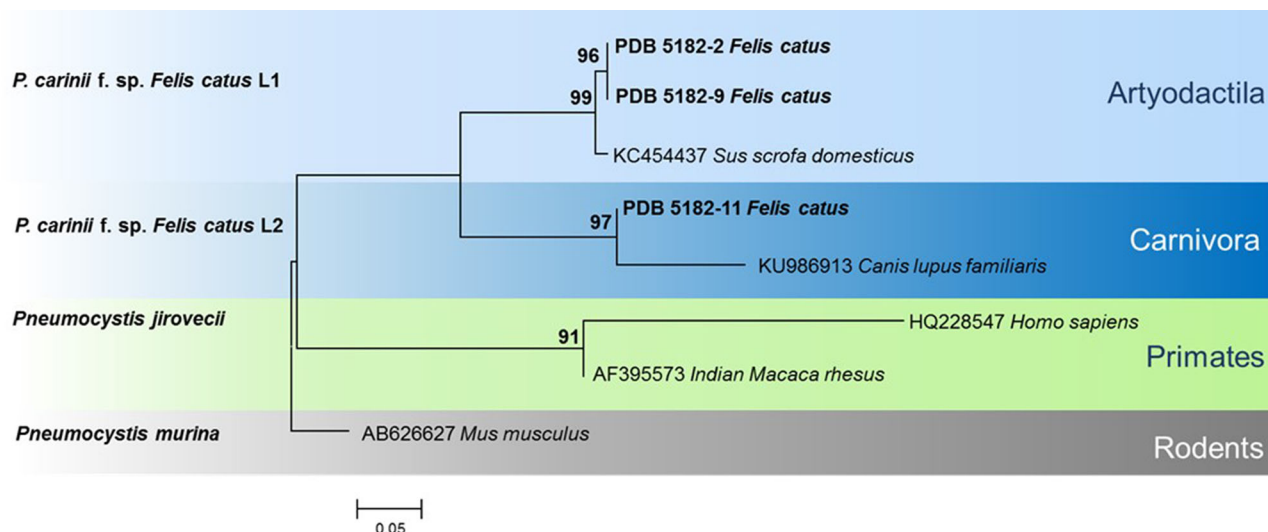 PDB 5182-2 Felis catus
96
P. carinii f. sp. Felis catus L1
Artyodactila
99
PDB 5182-9 Felis catus
KC454437 Sus scrofa domesticus
PDB 5182-11 Felis catus
97
P. carinii f. sp. Felis catus L2
Carnivora
KU986913 Canis lupus familiaris
Pneumocystis jirovecii
HQ228547 Homo sapiens
91
Primates
AF395573 Indian Macaca rhesus
Pneumocystis murina
AB626627 Mus musculus
Rodents
0.05